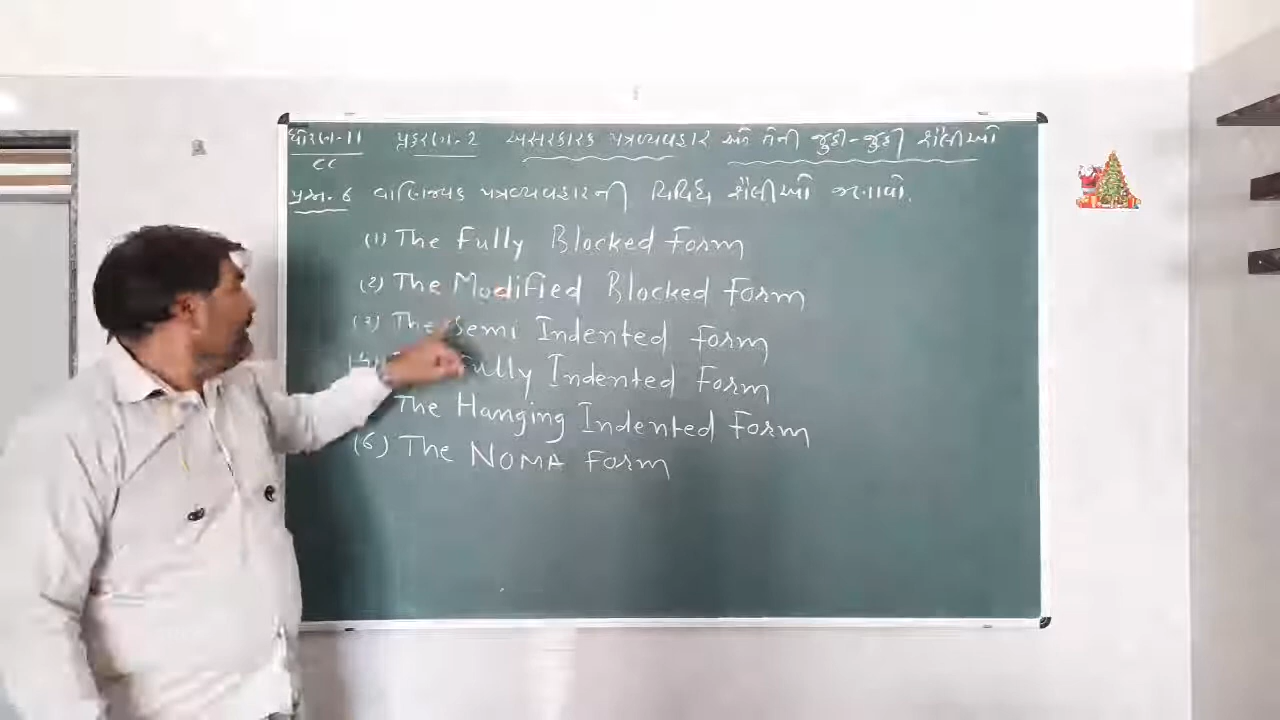 ધોરણ-11 પ્રકરણ-2 અસરકારક પત્રવ્યવહાર અને તેની જુદી-જુદી શૈલીઓ
CC
પ્રશ્ન.6 વાણિજ્યક પત્રવ્યવહારની વિવિધ શૈલીઓ જણાવો.
(1) The Fully Blocked Form
(2) The Modified Blocked Form
(3) The Semi Indented Form
Fully Indented Form
The Hanging Indented Form
(6) The NOMA Form